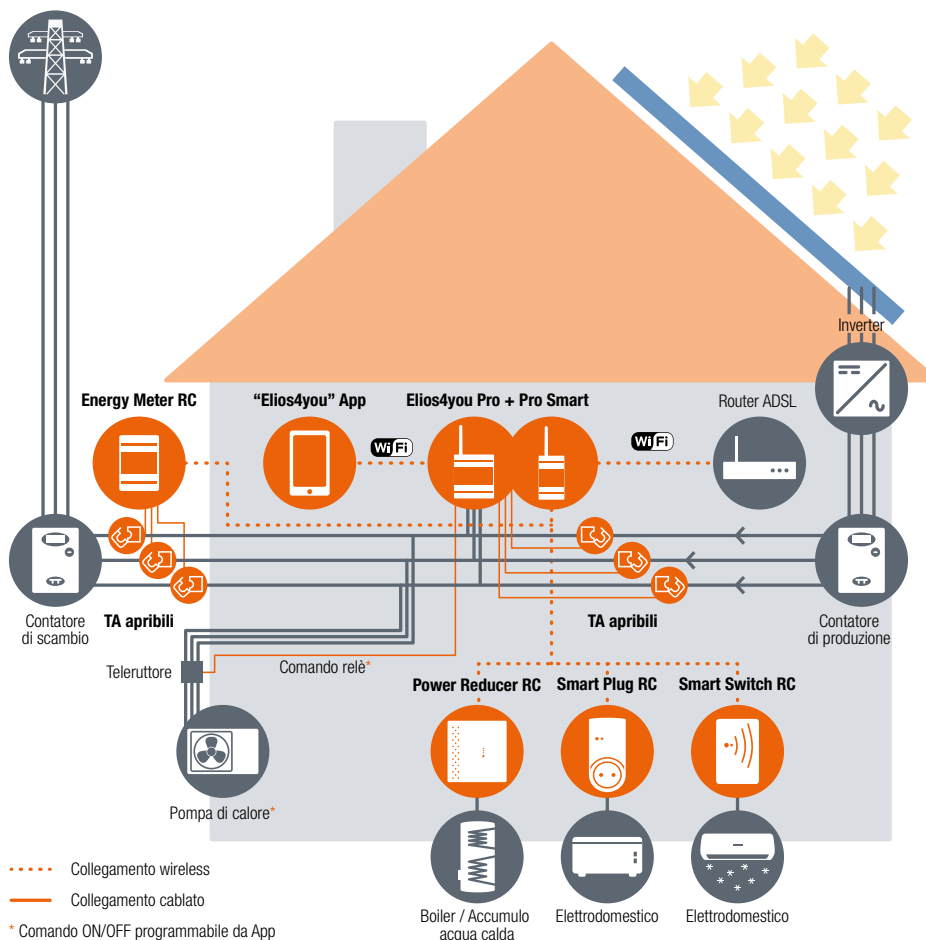 Inverter
Energy Meter RC
“Elios4you” App
Elios4you Pro + Pro Smart
Router ADSL
WiFi
WiFi
Contatore
di scambio
TA apribili
TA apribili
Contatore
di produzione
Teleruttore
Comando relè*
Power Reducer RC
Smart Plug RC
Smart Switch RC
Pompa di calore*
Collegamento wireless
Collegamento cablato
* Comando ON/OFF programmabile da App
Boiler / Accumulo
acqua calda
Elettrodomestico
Elettrodomestico